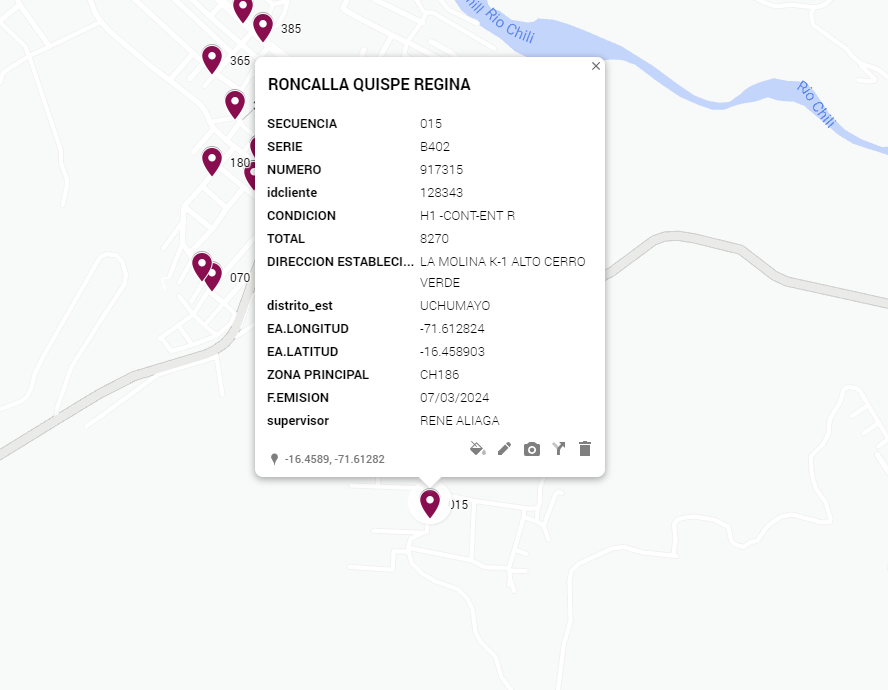 Rio Chili
385
365
RONCALLA QUISPE REGINA
SECUENCIA 015
SERIE B402
NUMERO 917315
idcliente 128343
CONDICION H1 -CONT-ENT R
TOTAL 8270
DIRECCION ESTABLECI... LA MOLINA K-1 ALTO CERRO
VERDE
distrito_est UCHUMAYO
EA.LONGITUD -71.612824
EA.LATITUD -16.458903
ZONA PRINCIPAL CH186
F.EMISION 07/03/2024
supervisor RENE ALIAGA
-16.4589, -71.61282
Rio Chili
180
070
015